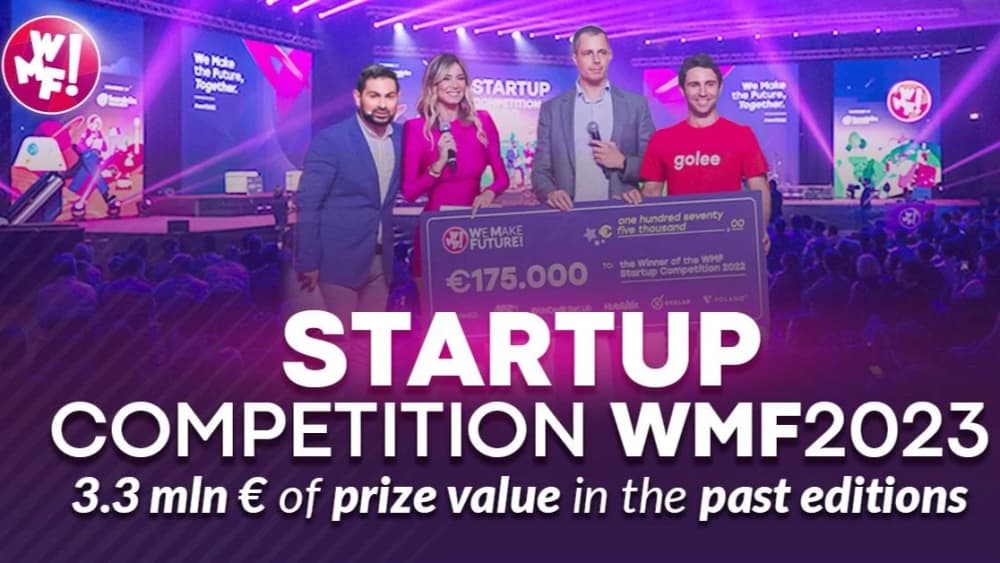 WMF!
We Make
the Future,
Together.
STARTUP
COMPETITION
We Make
the Future,
Together.
WMF!
golee
WE MAKE
FUTURE!
one hundred seventy
five thousand ,00
€175.000
TO: the Winner of the WMF
Startup Competition 2022
STARTUP
COMPETITION WMF2023
3.3 mln € of prize value in the past editions